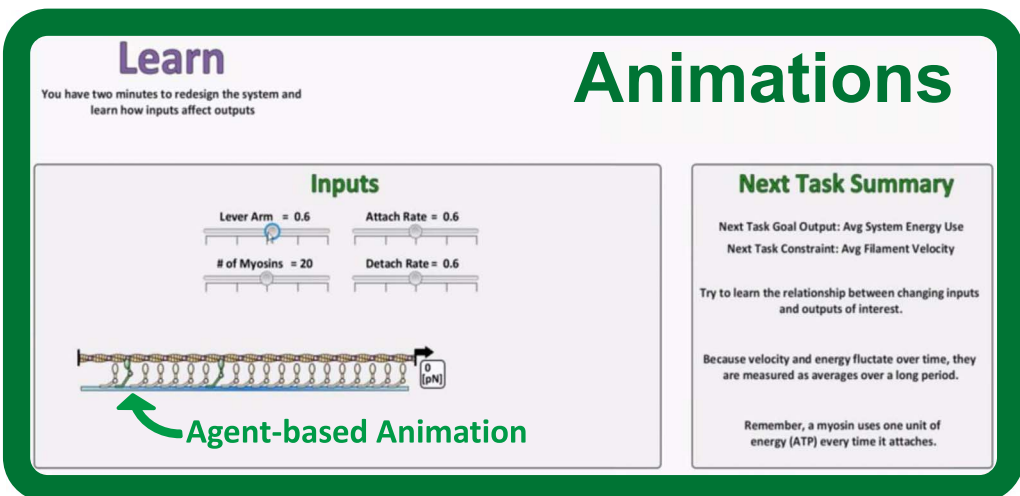 Learn
You have two minutes to redesign the system and
learn how inputs affect outputs
Animations
Inputs
Lever Arm = 0.6
Attach Rate = 0.6
# of Myosins = 20
Detach Rate = 0.6
0
[pN]
Agent-based Animation
Next Task Summary
Next Task Goal Output: Avg System Energy Use
Next Task Constraint: Avg Filament Velocity
Try to learn the relationship between changing inputs
and outputs of interest.
Because velocity and energy fluctate over time, they
are measured as averages over a long period.
Remember, a myosin uses one unit of
energy (ATP) every time it attaches.